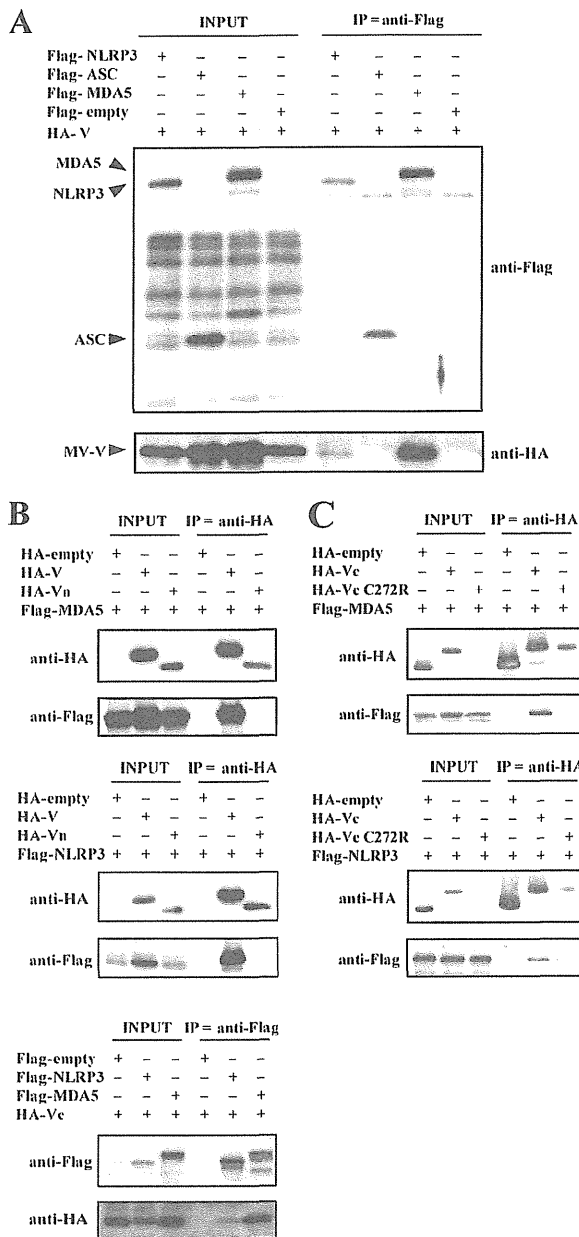 A
INPUT IP = anti-Flag
Flag- NLRP3 + − − − + − − −
Flag- ASC − + − − − + − −
Flag- MDA5 − − + − − − + −
Flag- empty − − − + − − − +
HA- V + + + + + + + +
MDA5
NLRP3
ASC
anti-Flag
MV-V
anti-HA
B
INPUT IP = anti-HA
HA-empty + − − + − −
HA-V − + − − + −
HA-Vn − − + − − +
Flag-MDA5 + + + + + +
anti-HA
anti-Flag
INPUT IP = anti-HA
HA-empty + − − + − −
HA-V − + − − + −
HA-Vn − − + − − +
Flag-NLRP3 + + + + + +
anti-HA
anti-Flag
INPUT IP = anti-Flag
Flag-empty + − − + − −
Flag-NLRP3 − + − − + −
Flag-MDA5 − − + − − +
HA-Vc + + + + + +
anti-Flag
anti-HA
C
INPUT IP = anti-HA
HA-empty + − − + − −
HA-Vc − + − − + −
HA-Vc C272R − − + − − +
Flag-MDA5 + + + + + +
anti-HA
anti-Flag
INPUT IP = anti-HA
HA-empty + − − + − −
HA-Vc − + − − + −
HA-Vc C272R − − + − − +
Flag-NLRP3 + + + + + +
anti-HA
anti-Flag